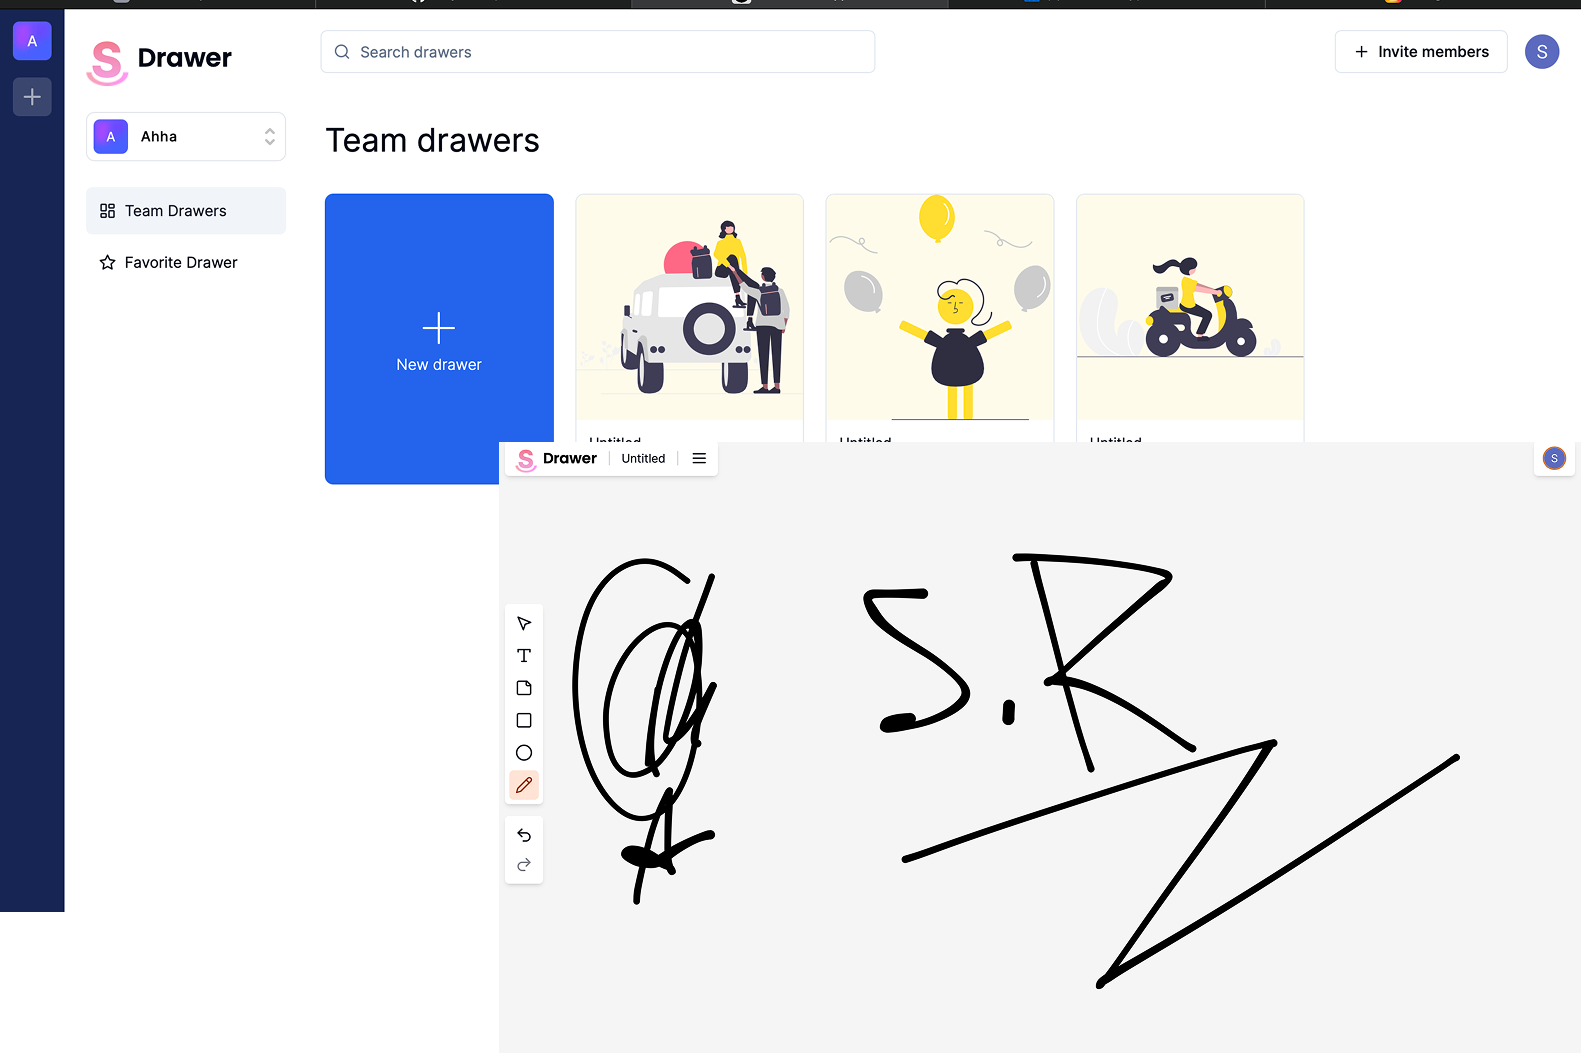 A
S Drawer
Search drawers
Invite members
S
A Ahha
Team drawers
Team Drawers
Favorite Drawer
New drawer
Untitled
Untitled
Untitled
S Drawer Untitled
S
T
S.R